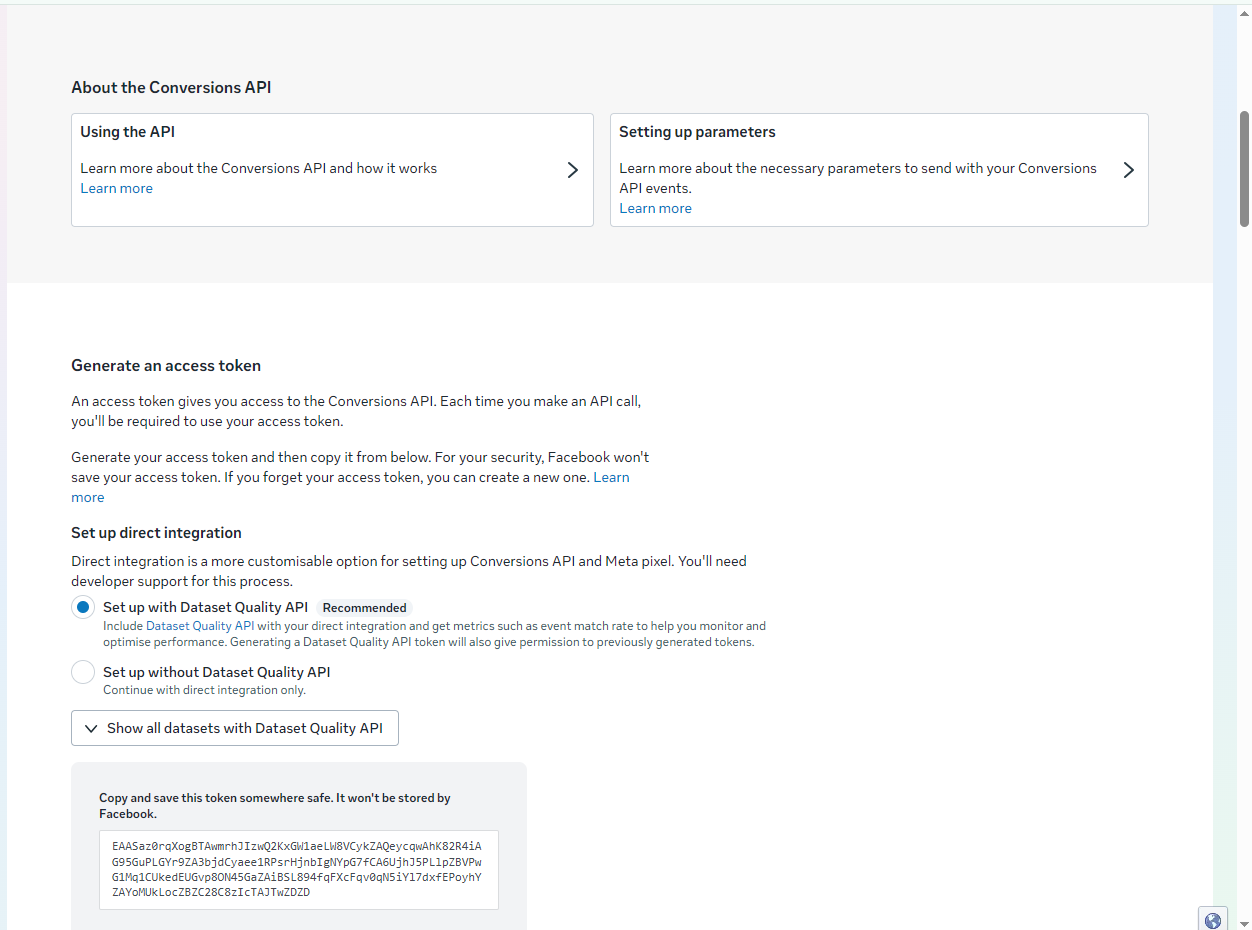 About the Conversions API
Using the API
Learn more about the Conversions API and how it works
Learn more
Setting up parameters
Learn more about the necessary parameters to send with your Conversions
API events.
Learn more
Generate an access token
An access token gives you access to the Conversions API. Each time you make an API call,
you'll be required to use your access token.
Generate your access token and then copy it from below. For your security, Facebook won't
save your access token. If you forget your access token, you can create a new one. Learn
more
Set up direct integration
Direct integration is a more customisable option for setting up Conversions API and Meta pixel. You'll need
developer support for this process.
Set up with Dataset Quality API Recommended
Include Dataset Quality API with your direct integration and get metrics such as event match rate to help you monitor and
optimise performance. Generating a Dataset Quality API token will also give permission to previously generated tokens.
Set up without Dataset Quality API
Continue with direct integration only.
Show all datasets with Dataset Quality API
Copy and save this token somewhere safe. It won't be stored by
Facebook.
EAASaz0rqXogBTAwmrhJIzwQ2KxGW1aeLW8VCykZAQeycqwAhK82R4iA
G95GuPLGYr9ZA3bjdCyaee1RPsrHjnbIgNYpG7fCA6UjhJ5PLlpZBVPw
G1Mq1CUkedEUGvp8ON45GaZAiBSL894fqFXcFqv0qN5iYl7dxfEPoyhY
ZAYoMUkLocZBZC28C8zIcTAJTwZDZD